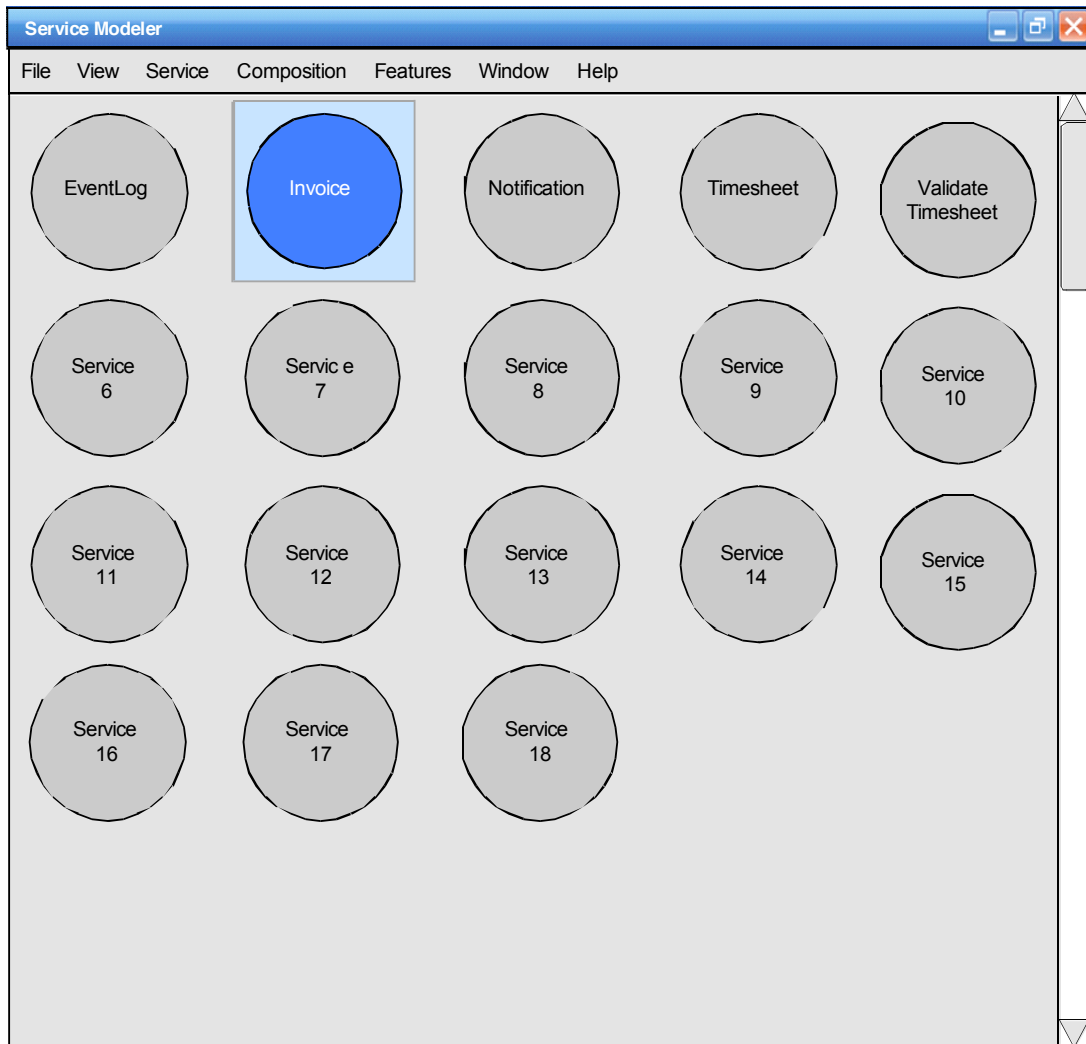 Service Modeler
File View Service Composition Features Window Help
EventLog
Invoice
Notification
Timesheet
Validate
Timesheet
Service
6
Servic e
7
Service
8
Service
9
Service
10
Service
11
Service
12
Service
13
Service
14
Service
15
Service
16
Service
17
Service
18